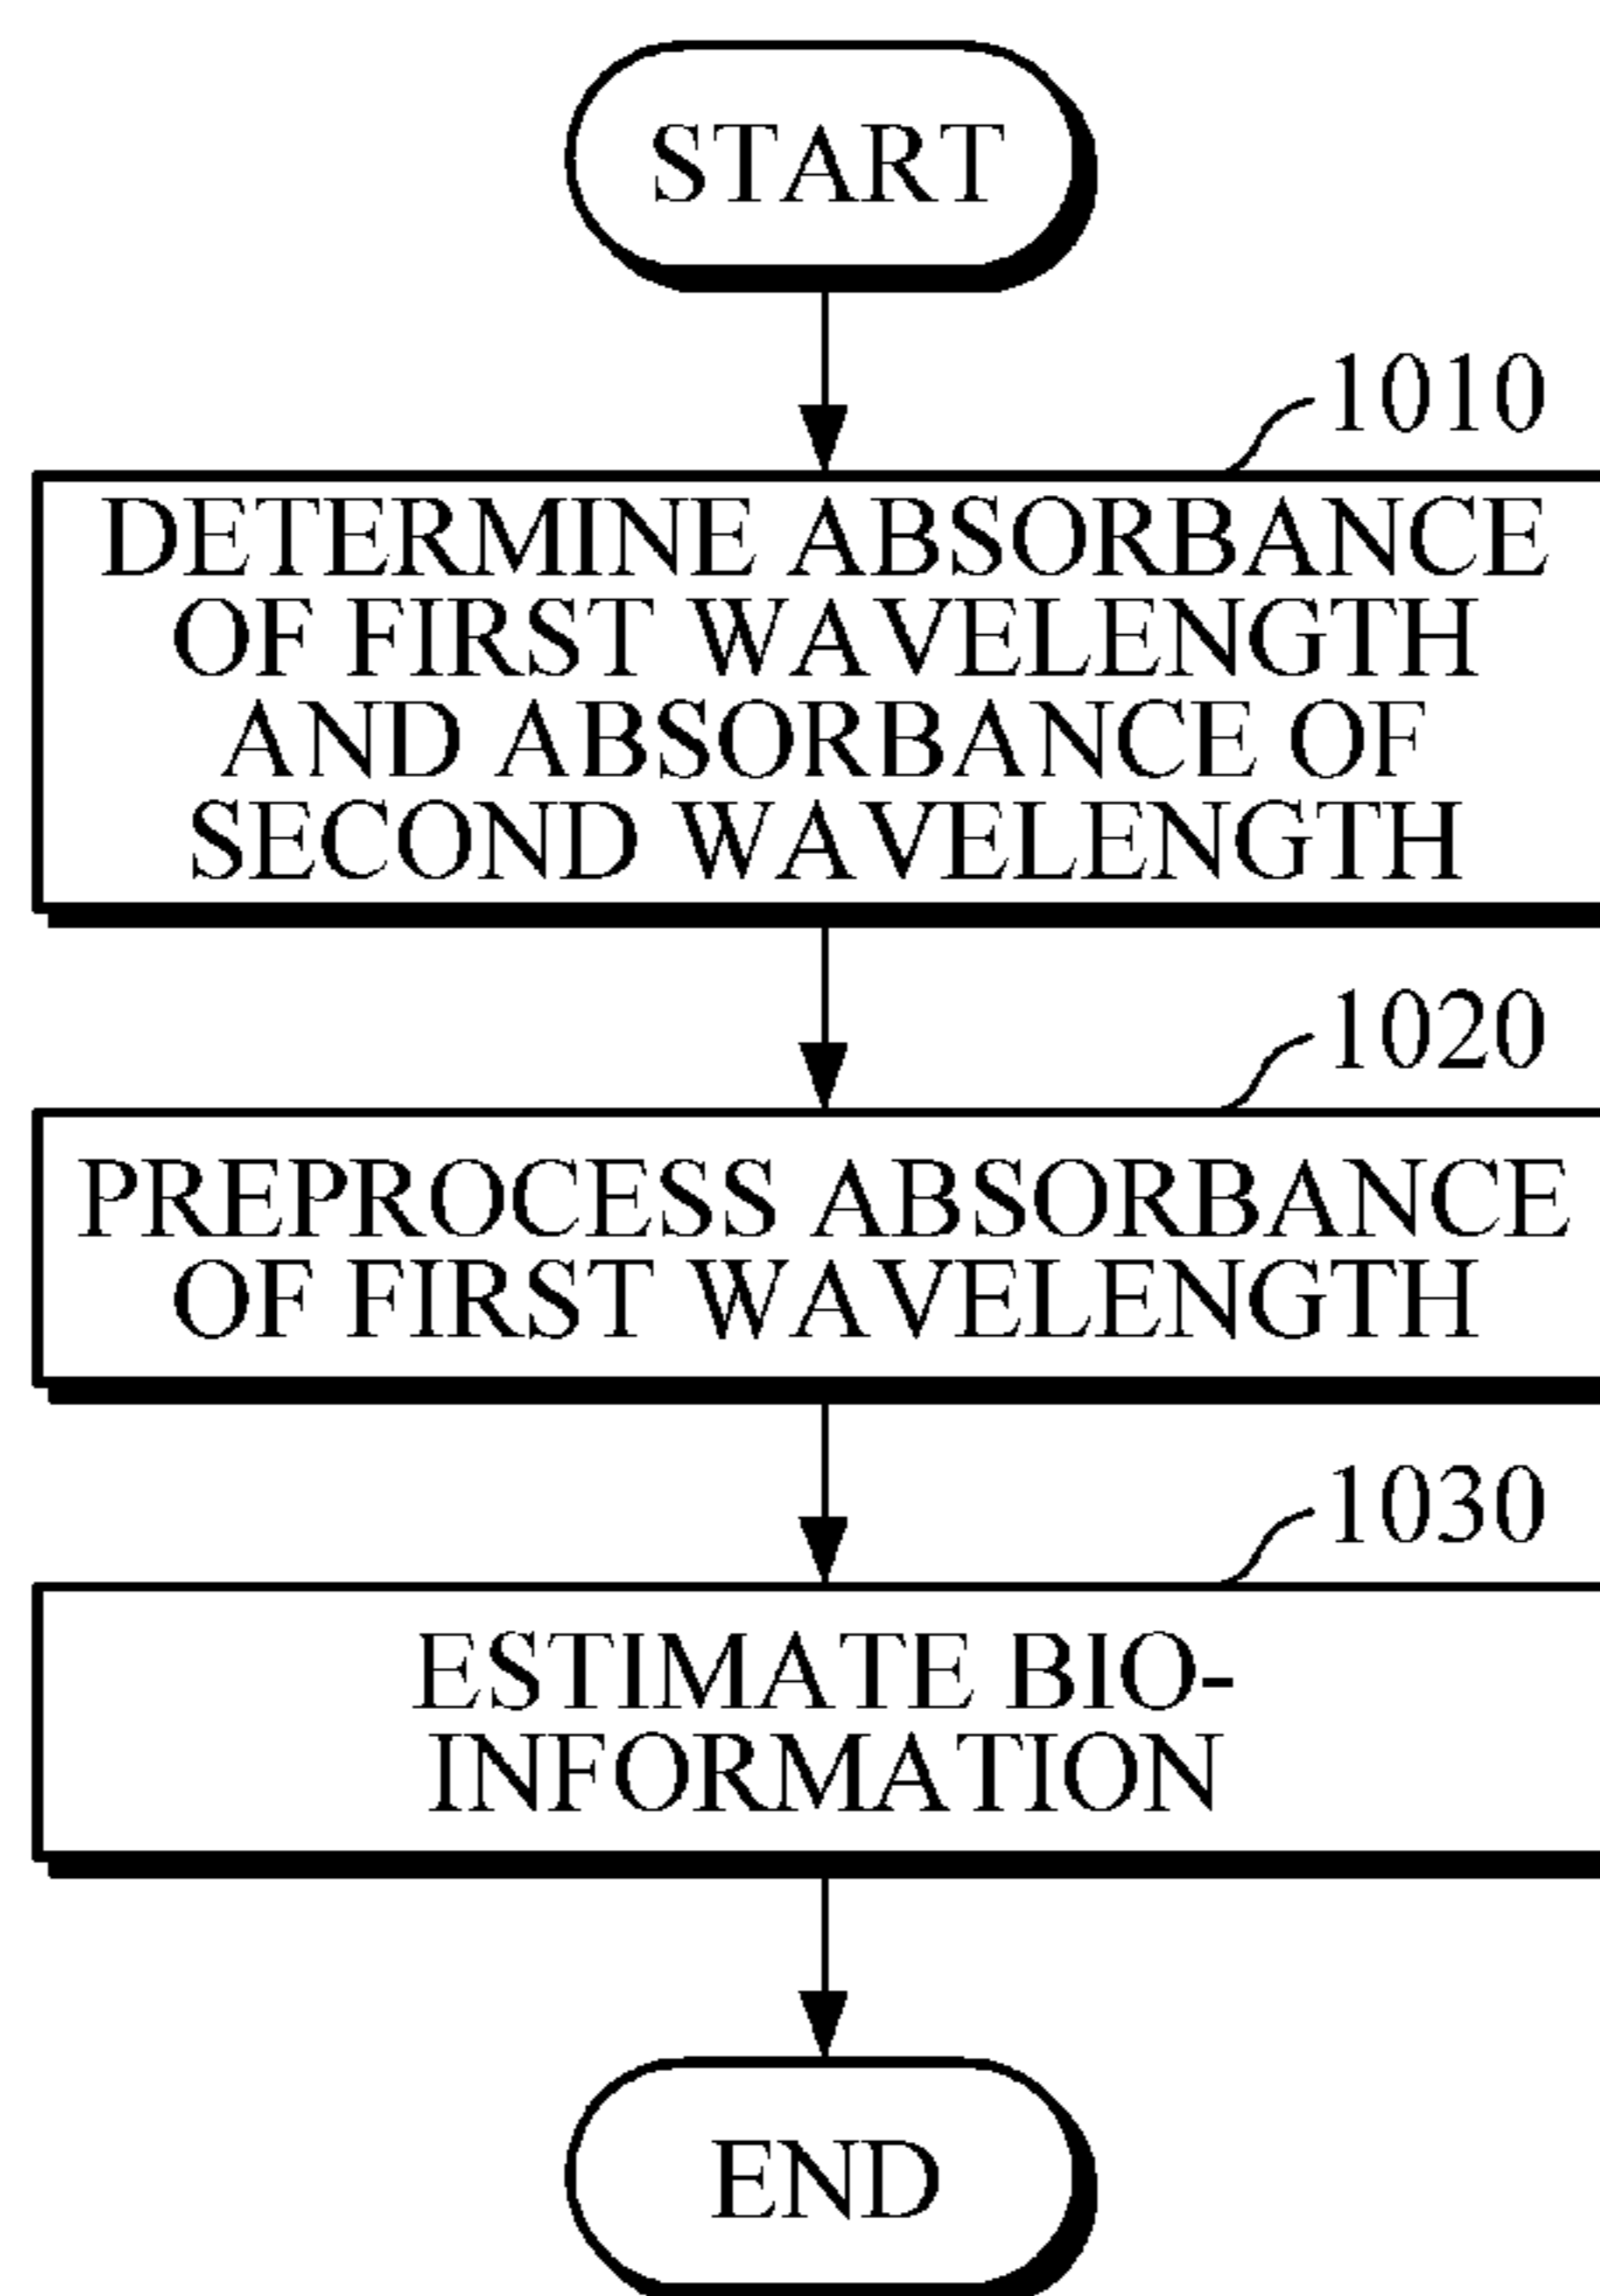 START
1010
DETERMINE ABSORBANCE
OF FIRST WAVELENGTH
AND ABSORBANCE OF
SECOND WAVELENGTH
1020
PREPROCESS ABSORBANCE
OF FIRST WAVELENGTH
1030
ESTIMATE BIO-
INFORMATION
END